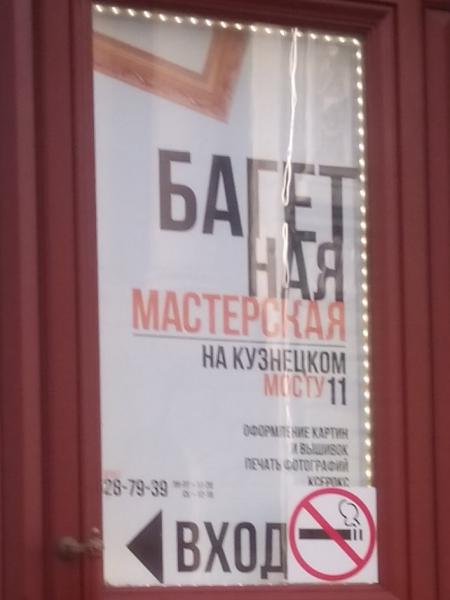 БАГЕТ
НАЯ
МАСТЕРСКАЯ
НА КУЗНЕЦКОМ
МОСТУ 11
ОФОРМЛЕНИЕ КАРТИН
И ВЫШИВОК
ПЕЧАТЬ ФОТОГРАФИЙ
КСЕРОКС
28-79-39
ВХОД